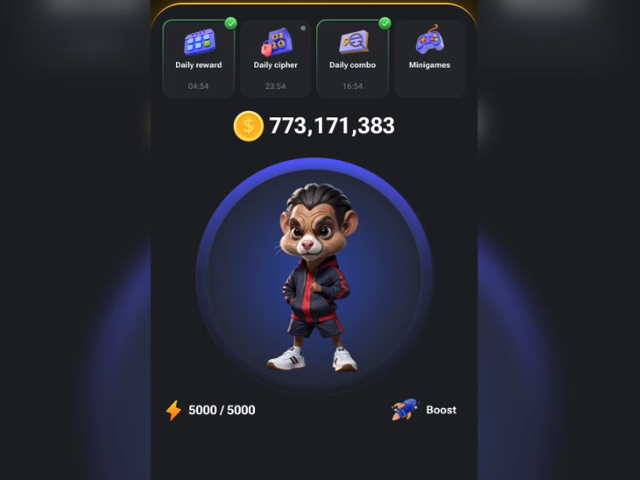 Daily reward
04:54
Daily cipher
23:54
Daily combo
16:54
Minigames
773,171,383
5000 / 5000
Boost